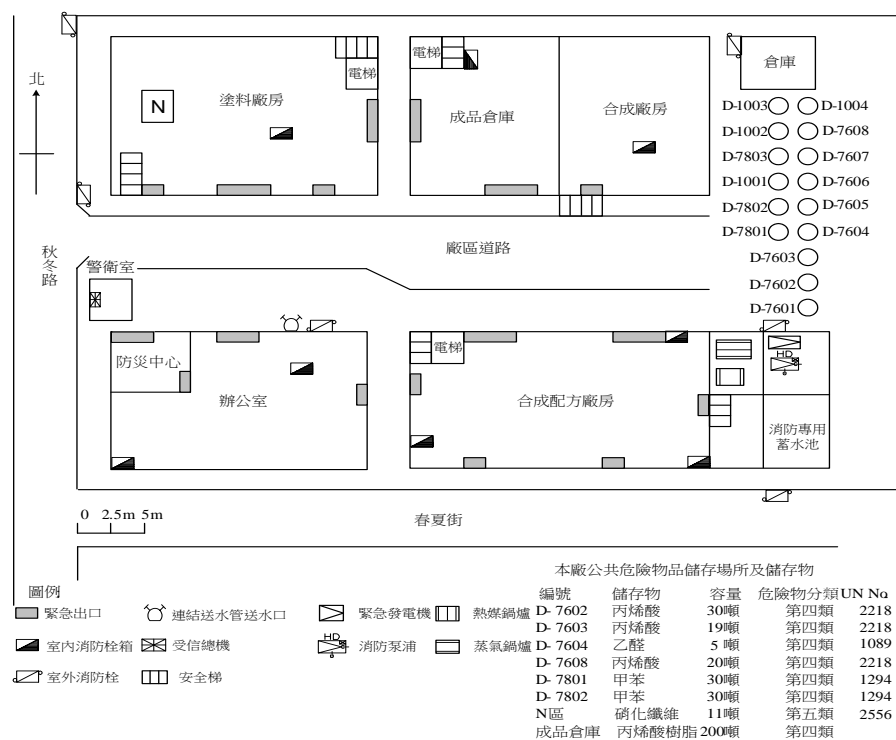 北
N
塗料廠房
電梯
電梯
成品倉庫
合成廠房
倉庫
D-1003
D-1004
D-1002
D-7608
D-7803
D-7607
D-1001
D-7606
D-7802
D-7605
D-7801
D-7604
D-7603
D-7602
D-7601
廠區道路
秋冬路
警衛室
防災中心
辦公室
電梯
合成配方廠房
HD
消防專用
蓄水池
0 2.5m 5m
春夏街
圖例
緊急出口
連結送水管送水口
緊急發電機
熱媒鍋爐
室內消防栓箱
受信總機
HD
消防泵浦
蒸氣鍋爐
室外消防栓
安全梯
本廠公共危險物品儲存場所及儲存物
編號 儲存物 容量 危險物分類 UN No
D- 7602 丙烯酸 30噸 第四類 2218
D- 7603 丙烯酸 19噸 第四類 2218
D- 7604 乙醛 5 噸 第四類 1089
D- 7608 丙烯酸 20噸 第四類 2218
D- 7801 甲苯 30噸 第四類 1294
D- 7802 甲苯 30噸 第四類 1294
N區 硝化纖維 11噸 第五類 2556
成品倉庫 丙烯酸樹脂 200噸 第四類